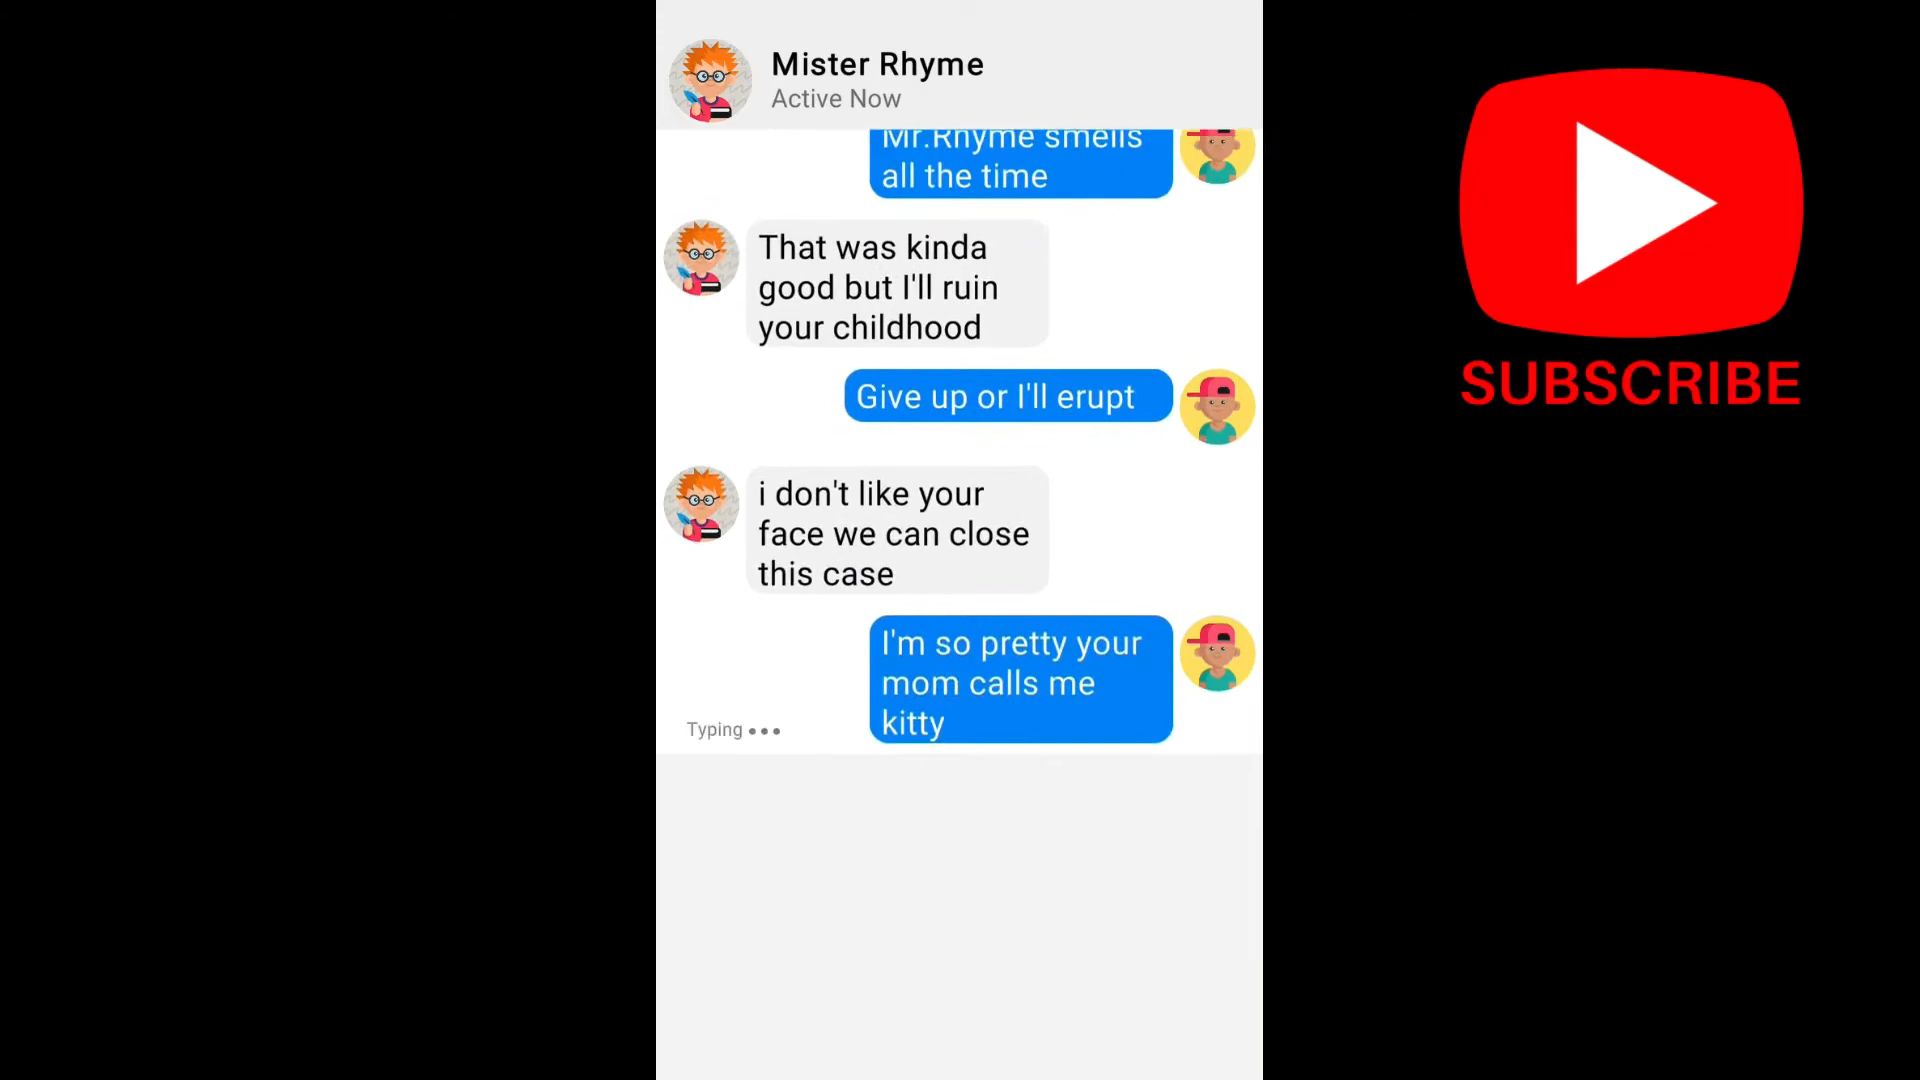 Mister Rhyme
Active Now
Mr.Rhyme smells
all the time
That was kinda
good but I'll ruin
your childhood
Give up or I'll erupt
i don't like your
face we can close
this case
I'm so pretty your
mom calls me
kitty
Typing
SUBSCRIBE